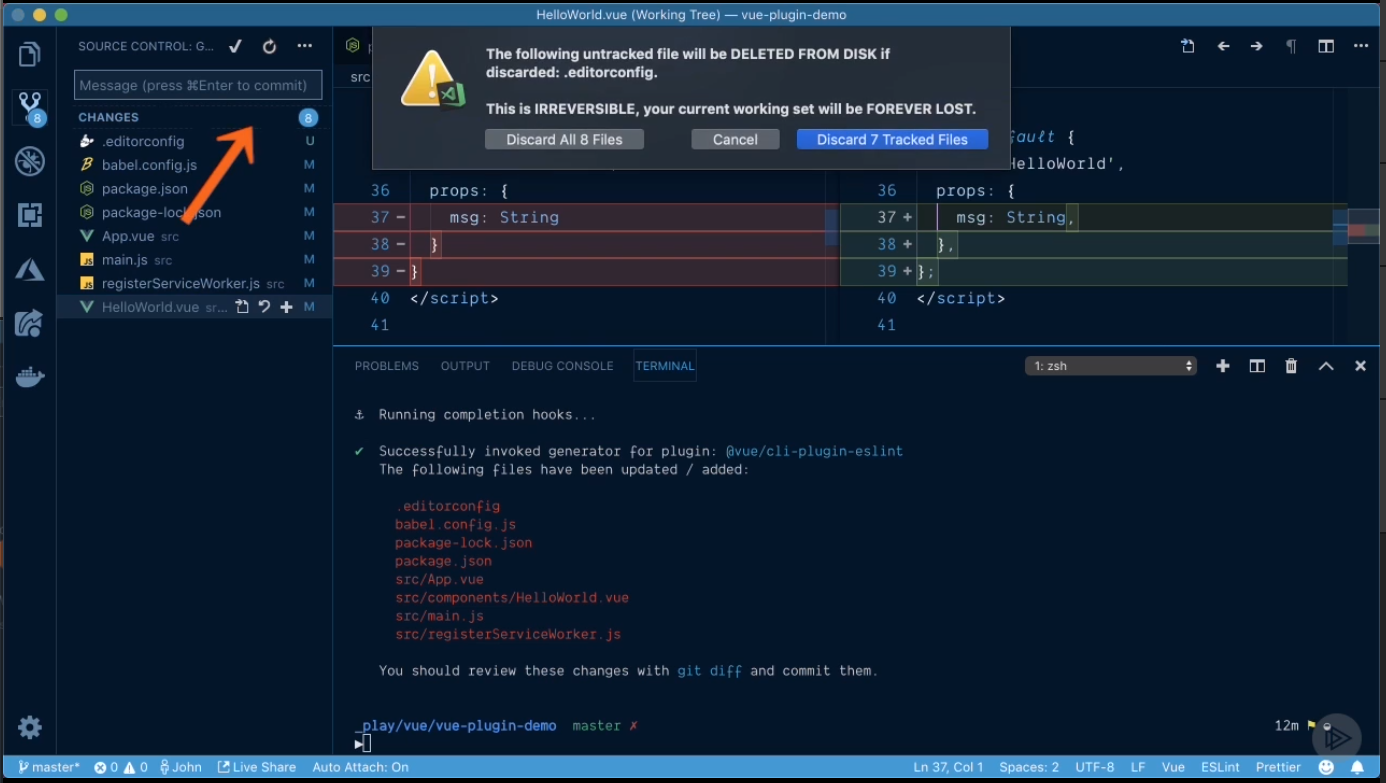 HelloWorld.vue (Working Tree) — vue-plugin-demo
SOURCE CONTROL: G...
Message (press ⌘Enter to commit)
CHANGES 8
8
.editorconfig U
babel.config.js M
package.json M
package-lock.json M
App.vue src M
main.js src M
registerServiceWorker.js src M
HelloWorld.vue sr... M
src
The following untracked file will be DELETED FROM DISK if
discarded: .editorconfig.
This is IRREVERSIBLE, your current working set will be FOREVER LOST.
Discard All 8 Files Cancel Discard 7 Tracked Files
{
HelloWorld',
36 props: { 36 props: {
37 - msg: String 37 + msg: String,
38 - } 38 + },
39 - } 39 + };
40 </script> 40 </script>
41 41
PROBLEMS OUTPUT DEBUG CONSOLE TERMINAL 1: zsh
Running completion hooks...
✔ Successfully invoked generator for plugin: @vue/cli-plugin-eslint
The following files have been updated / added:
.editorconfig
babel.config.js
package-lock.json
package.json
src/App.vue
src/components/HelloWorld.vue
src/main.js
src/registerServiceWorker.js
You should review these changes with git diff and commit them.
_play/vue/vue-plugin-demo master ✗ 12m
master* 0 0 John Live Share Auto Attach: On Ln 37, Col 1 Spaces: 2 UTF-8 LF Vue ESLint Prettier